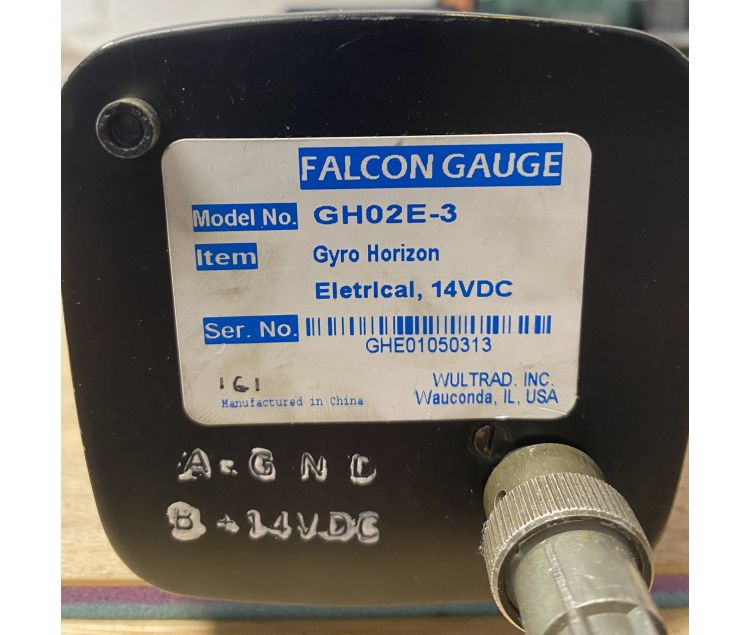 FALCON GAUGE
Model No. GH02E-3
Item Gyro Horizon
Eletrical, 14VDC
Ser. No.
GHE01050313
161 WULTRAD. INC.
Manufactured in China Wauconda, IL, USA
A-GND
B+14VDC